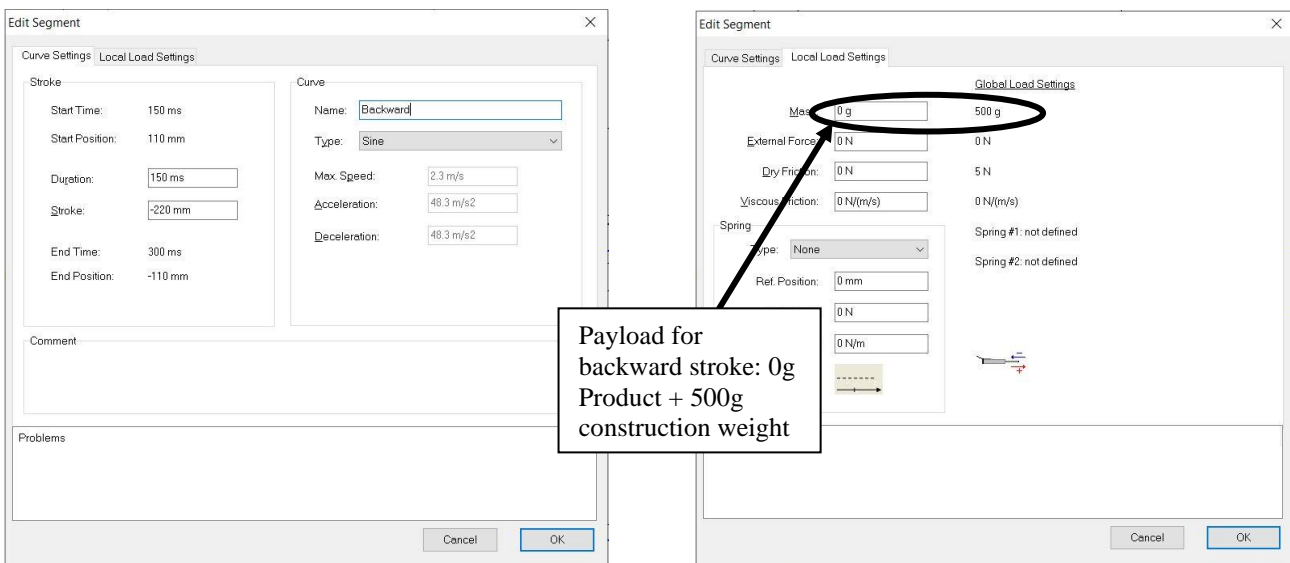 Edit Segment
Curve Settings Local Load Settings
Stroke
Start Time: 150 ms
Start Position: 110 mm
Duration: 150 ms
Stroke: -220 mm
End Time: 300 ms
End Position: -110 mm
Curve
Name: Backward
Type: Sine
Max. Speed: 2.3 m/s
Acceleration: 48.3 m/s2
Deceleration: 48.3 m/s2
Comment
Problems
Cancel OK
Edit Segment
Curve Settings Local Load Settings
Global Load Settings
0 g 500 g
External Force: 0 N 0 N
Dry Friction: 0 N 5 N
Viscous Friction: 0 N/(m/s) 0 N/(m/s)
Spring
Type: None
Ref. Position: 0 mm
0 N
0 N/m
Spring #1: not defined
Spring #2: not defined
Payload for
backward stroke: 0g
Product + 500g
construction weight
Cancel OK